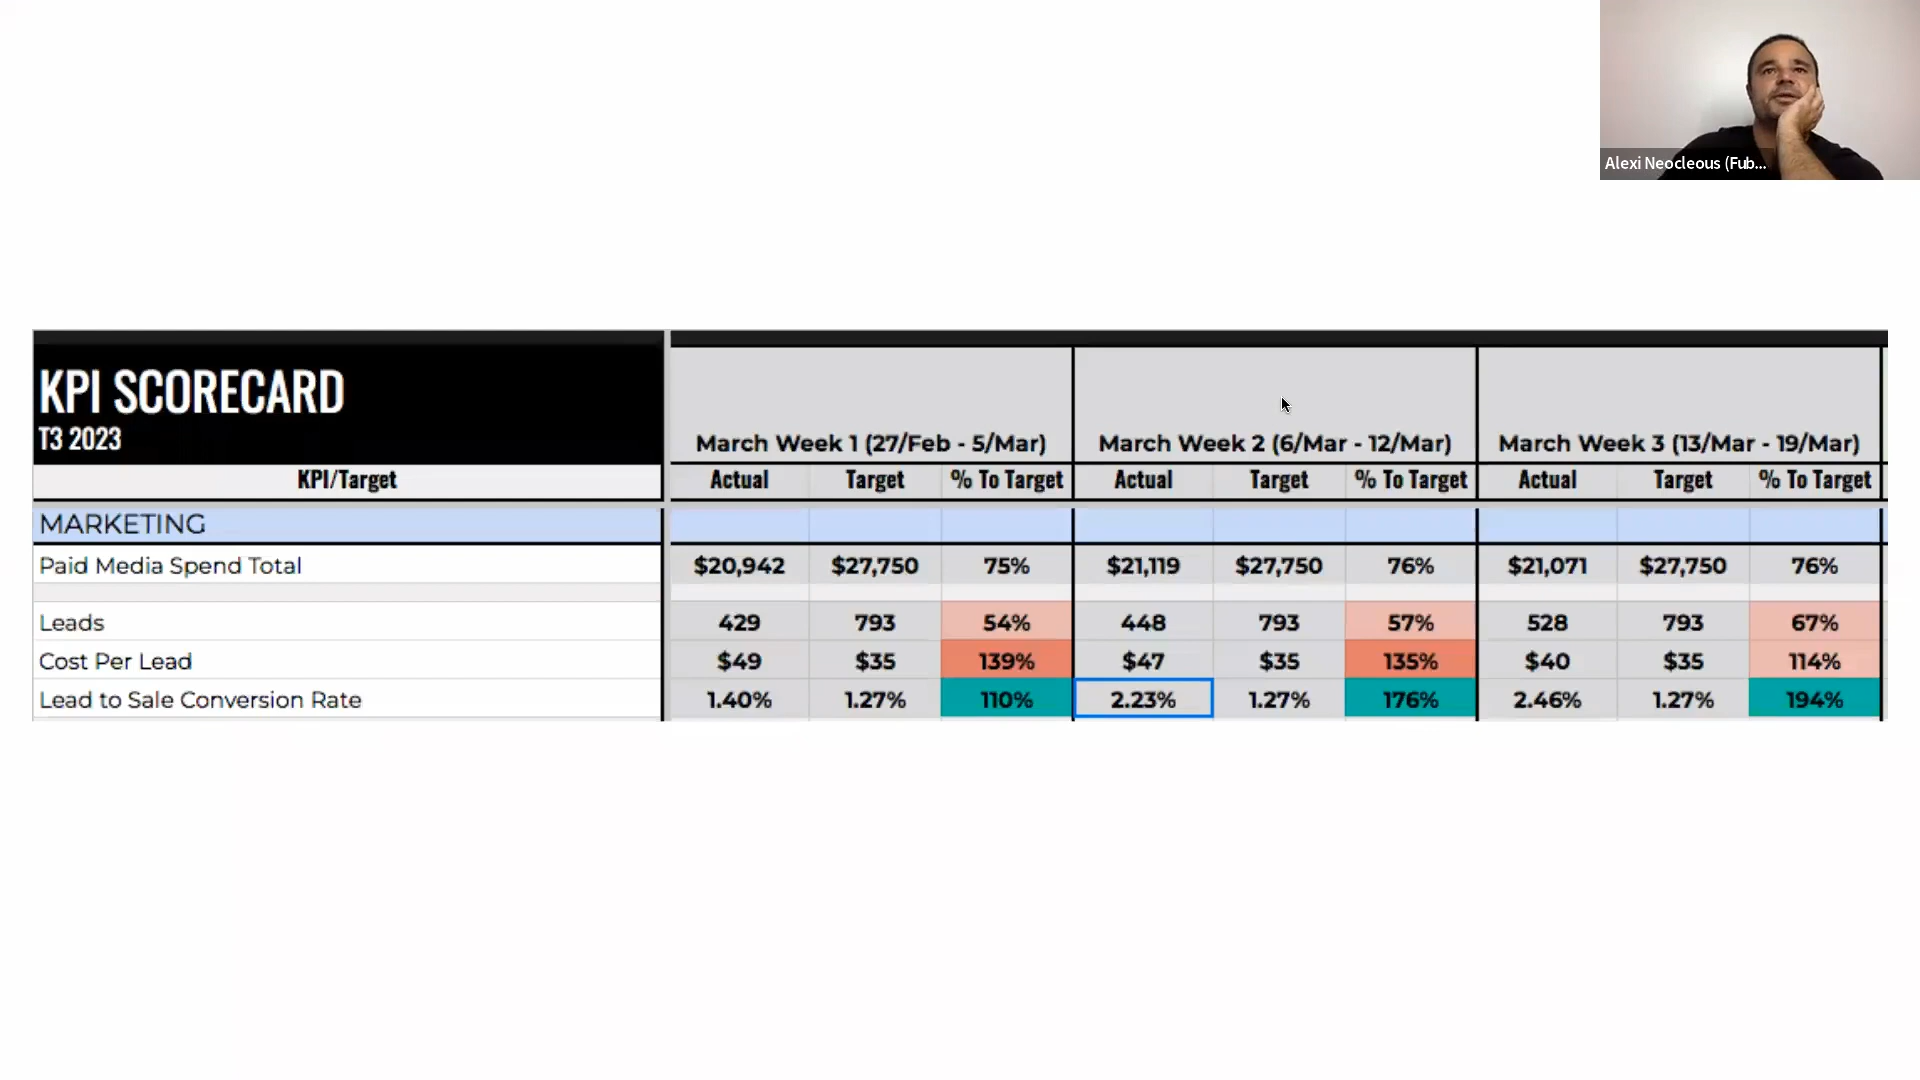 Alexi Neocleous (Fub...
KPI SCORECARD
T3 2023
March Week 1 (27/Feb - 5/Mar) March Week 2 (6/Mar - 12/Mar) March Week 3 (13/Mar - 19/Mar)
KPI/Target Actual Target % To Target Actual Target % To Target Actual Target % To Target
MARKETING
Paid Media Spend Total $20,942 $27,750 75% $21,119 $27,750 76% $21,071 $27,750 76%
Leads 429 793 54% 448 793 57% 528 793 67%
Cost Per Lead $49 $35 139% $47 $35 135% $40 $35 114%
Lead to Sale Conversion Rate 1.40% 1.27% 110% 2.23% 1.27% 176% 2.46% 1.27% 194%